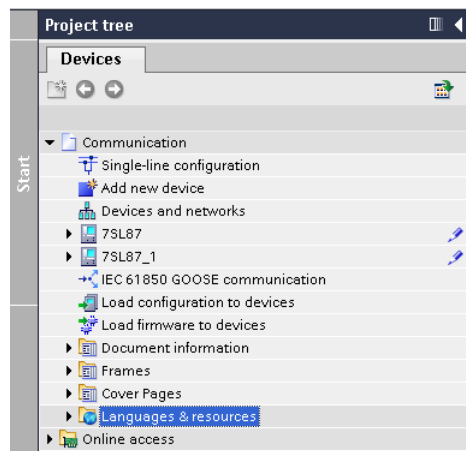 Project tree
Devices
Start
Communication
Single-line configuration
Add new device
Devices and networks
7SL87
7SL87_1
IEC 61850 GOOSE communication
Load configuration to devices
Load firmware to devices
Document information
Frames
Cover Pages
Languages & resources
Online access